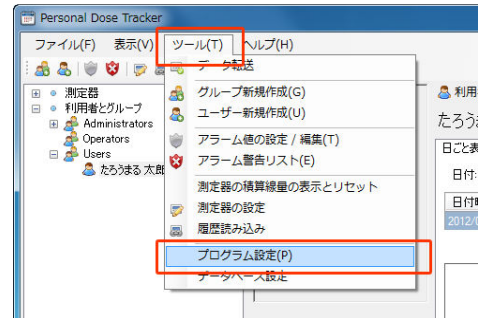 Personal Dose Tracker
ファイル(F) 表示(V) ツール(T) ヘルプ(H)
データ転送
グループ新規作成(G)
ユーザー新規作成(U)
アラーム値の設定 / 編集(T)
アラーム警告リスト(E)
測定器の積算線量の表示とリセット
測定器の設定
履歴読み込み
プログラム設定(P)
データベース設定
測定器
利用者とグループ
Administrators
Operators
Users
たろうまる 太郎
利用
たろう
日ごと表
日付:
日付
2012/0